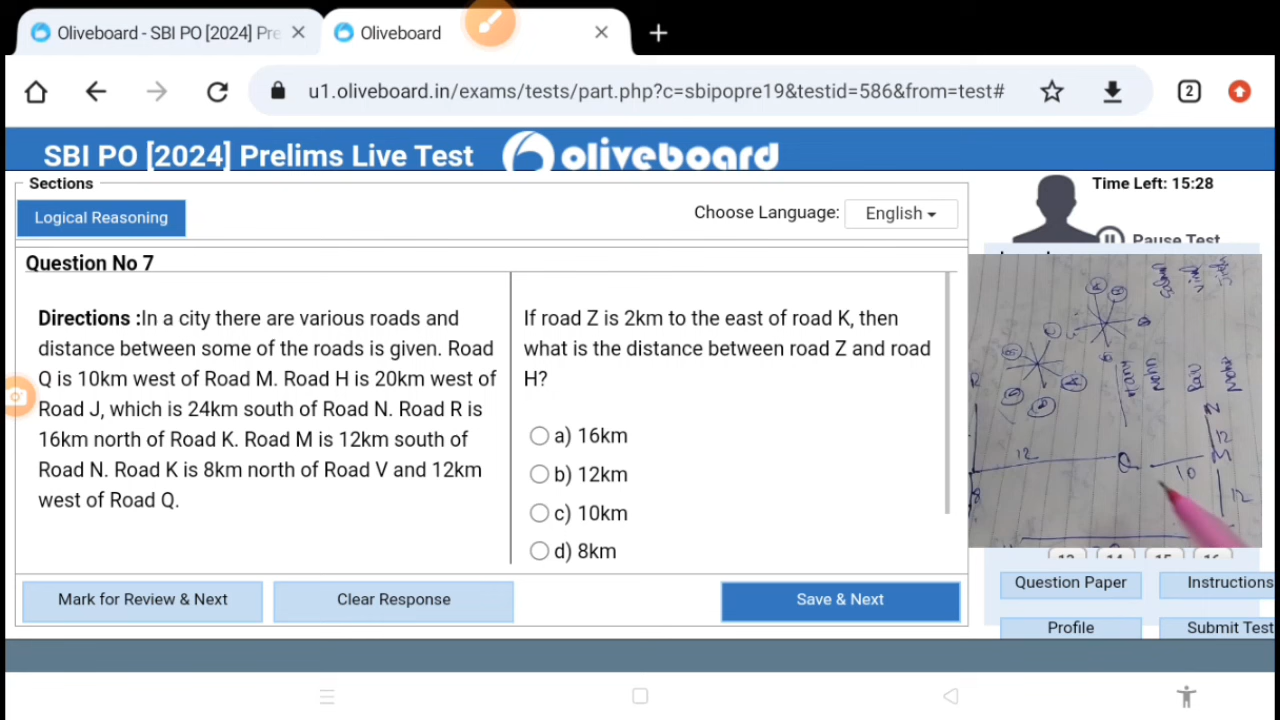 Oliveboard - SBI PO [2024] Pre
Oliveboard
u1.oliveboard.in/exams/tests/part.php?c=sbipopre19&testid=586&from=test#
2
SBI PO [2024] Prelims Live Test
oliveboard
Sections
Logical Reasoning
Choose Language:
English
Time Left: 15:28
Pause Test
Question No 7
Directions :In a city there are various roads and
distance between some of the roads is given. Road
Q is 10km west of Road M. Road H is 20km west of
Road J, which is 24km south of Road N. Road R is
16km north of Road K. Road M is 12km south of
Road N. Road K is 8km north of Road V and 12km
west of Road Q.
If road Z is 2km to the east of road K, then
what is the distance between road Z and road
H?
a) 16km
b) 12km
c) 10km
d) 8km
12
Q
10
12
12
13
14
15
16
Mark for Review & Next
Clear Response
Save & Next
Question Paper
Instructions
Profile
Submit Test